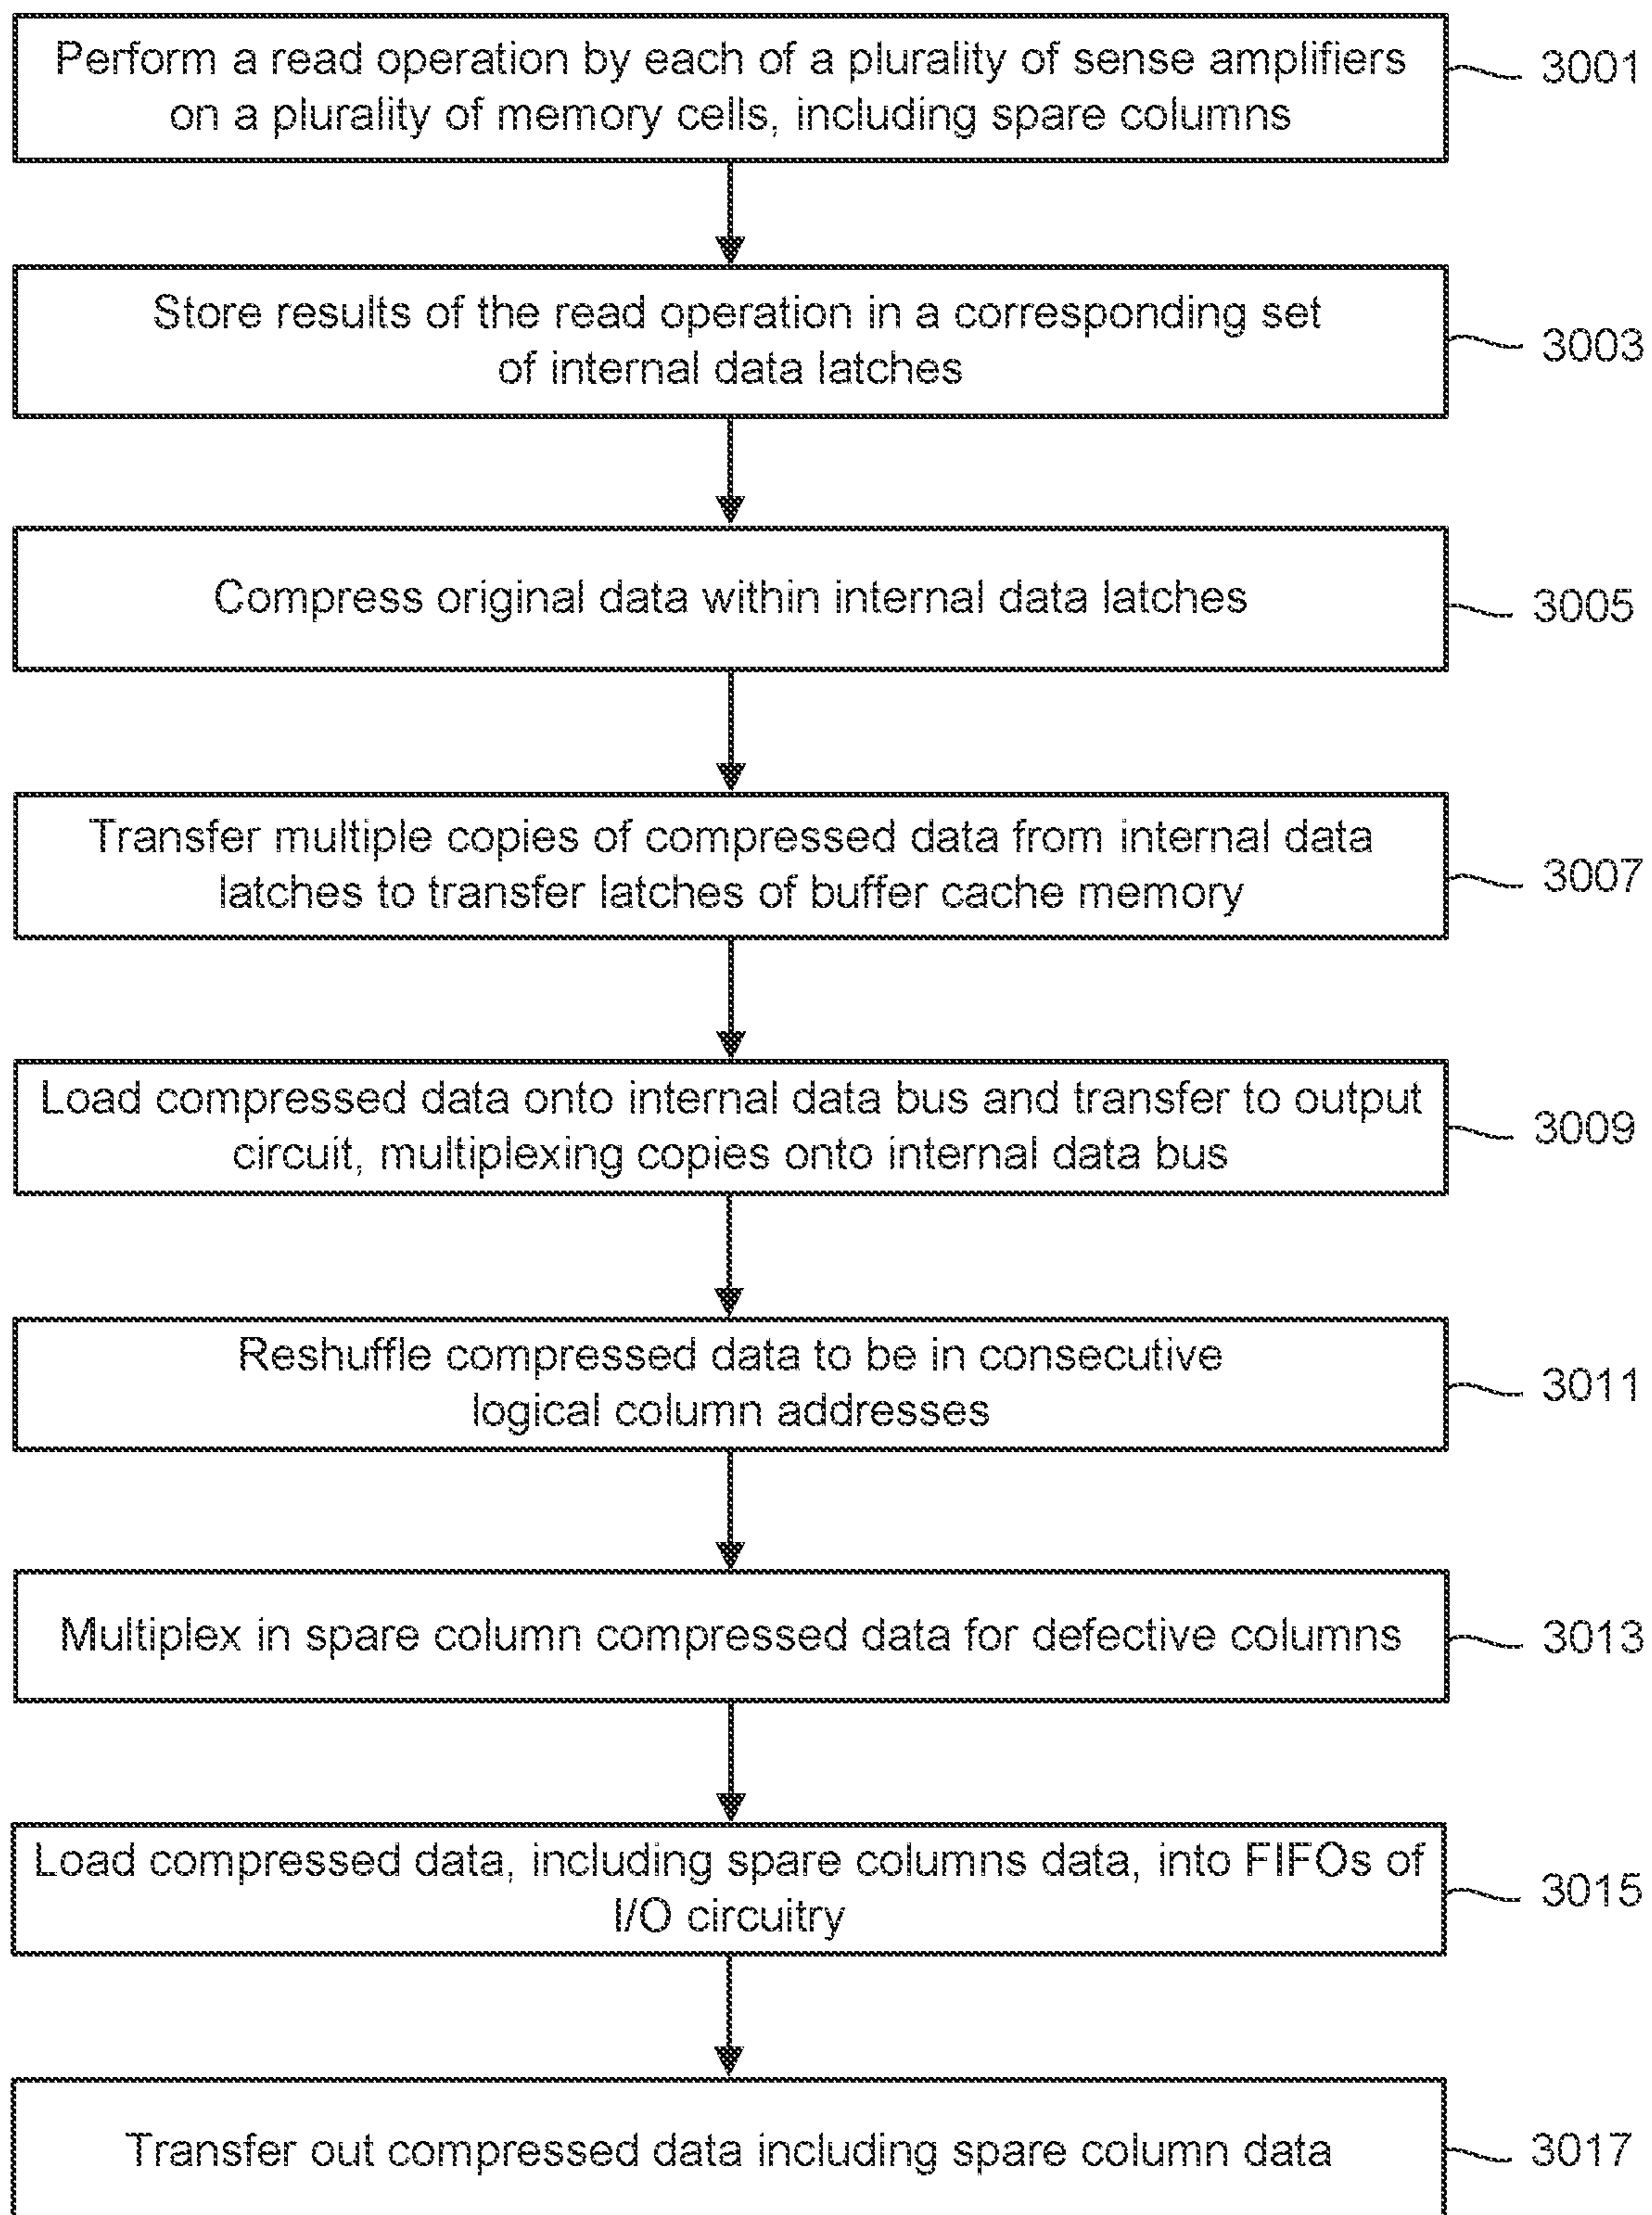 Perform a read operation by each of a plurality of sense amplifiers
on a plurality of memory cells, including spare columns
3001
Store results of the read operation in a corresponding set
of internal data latches
3003
Compress original data within internal data latches
3005
Transfer multiple copies of compressed data from internal data
latches to transfer latches of buffer cache memory
3007
Load compressed data onto internal data bus and transfer to output
circuit, multiplexing copies onto internal data bus
3009
Reshuffle compressed data to be in consecutive
logical column addresses
3011
Multiplex in spare column compressed data for defective columns
3013
Load compressed data, including spare columns data, into FIFOs of
I/O circuitry
3015
Transfer out compressed data including spare column data
3017